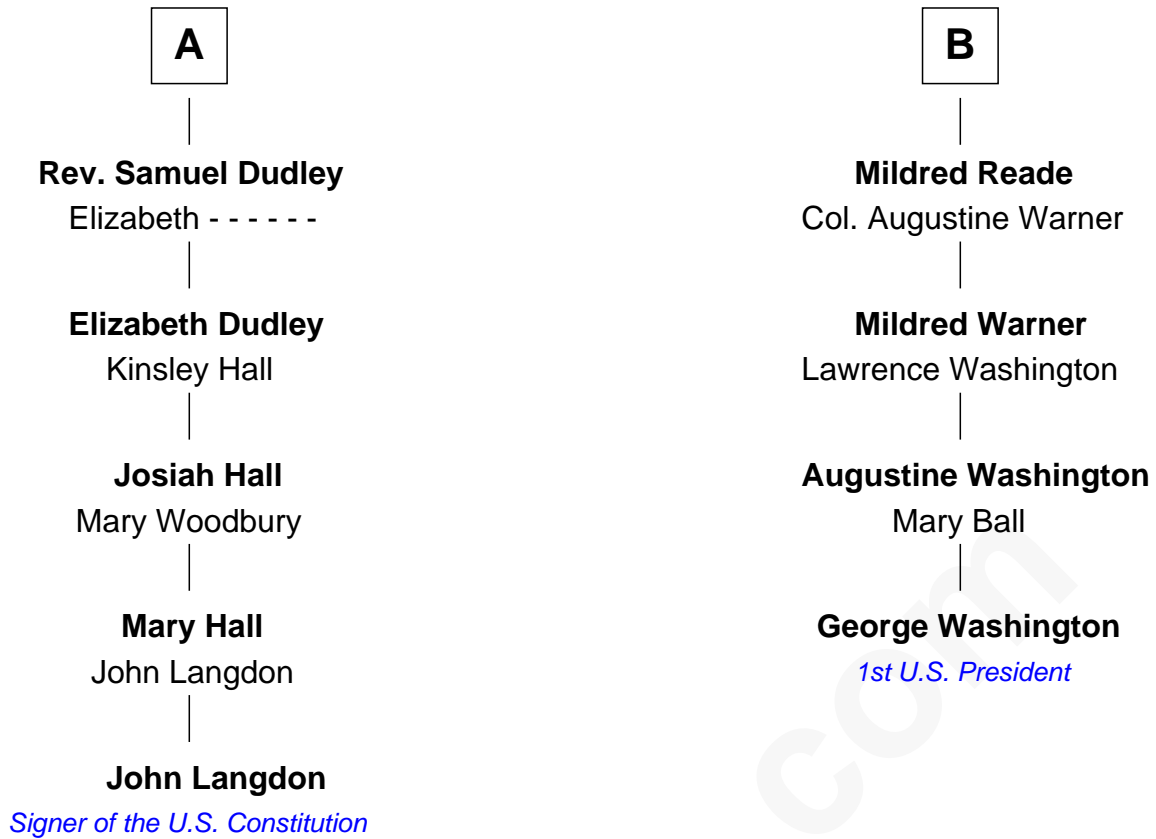 A
Rev. Samuel Dudley
Elizabeth - - - - - -
Elizabeth Dudley
Kinsley Hall
Josiah Hall
Mary Woodbury
Mary Hall
John Langdon
John Langdon
Signer of the U.S. Constitution
B
Mildred Reade
Col. Augustine Warner
Mildred Warner
Lawrence Washington
Augustine Washington
Mary Ball
George Washington
1st U.S. President
com